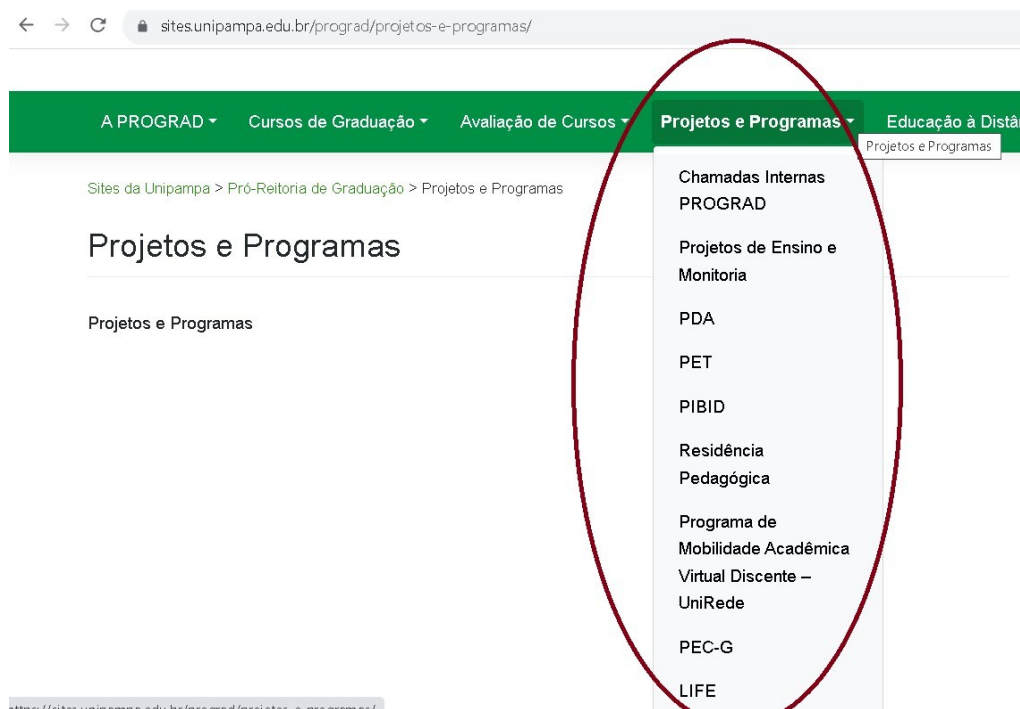 sites.unipampa.edu.br/prograd/projetos-e-programas/
A PROGRAD
Cursos de Graduação
Avaliação de Cursos
Projetos e Programas
Educação à Distân
Projetos e Programas
Sites da Unipampa > Pró-Reitoria de Graduação > Projetos e Programas
Projetos e Programas
Projetos e Programas
Chamadas Internas
PROGRAD
Projetos de Ensino e
Monitoria
PDA
PET
PIBID
Residência
Pedagógica
Programa de
Mobilidade Acadêmica
Virtual Discente –
UniRede
PEC-G
LIFE